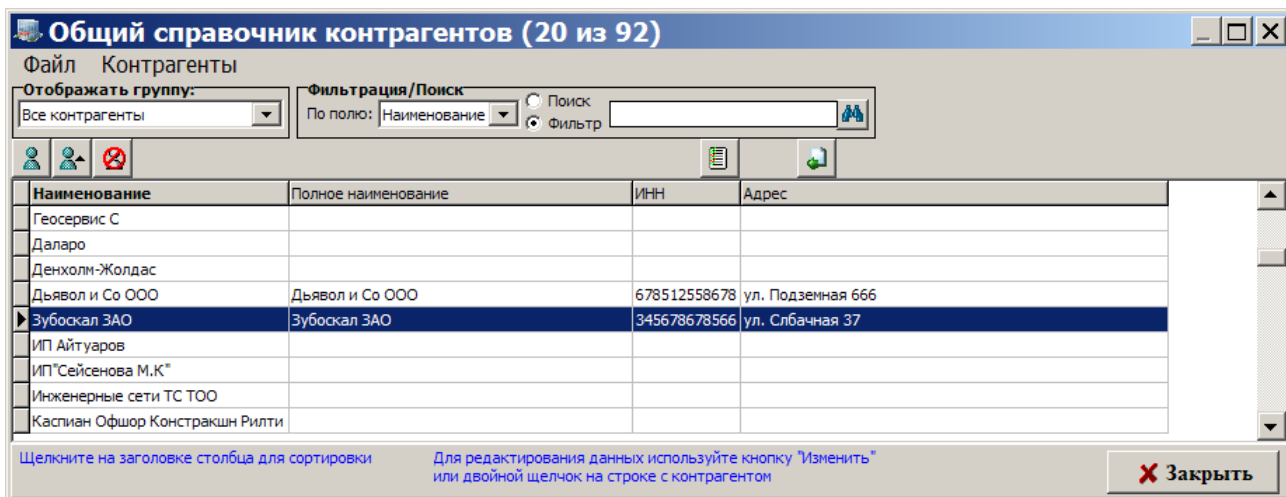 Общий справочник контрагентов (20 из 92)
Файл Контрагенты
Отображать группу:
Все контрагенты
Фильтрация/Поиск
По полю: Наименование
Поиск
Фильтр
Наименование Полное наименование ИНН Адрес
Геосервис С
Даларо
Денхолм-Жолдас
Дьявол и Со ООО Дьявол и Со ООО 678512558678 ул. Подземная 666
Зубоскал ЗАО Зубоскал ЗАО 345678678566 ул. Слбачная 37
ИП Айтуаров
ИП"Сейсенова М.К"
Инженерные сети ТС ТОО
Каспиан Офшор Констракшн Рилти
Щелкните на заголовке столбца для сортировки
Для редактирования данных используйте кнопку "Изменить"
или двойной щелчок на строке с контрагентом
Закрыть